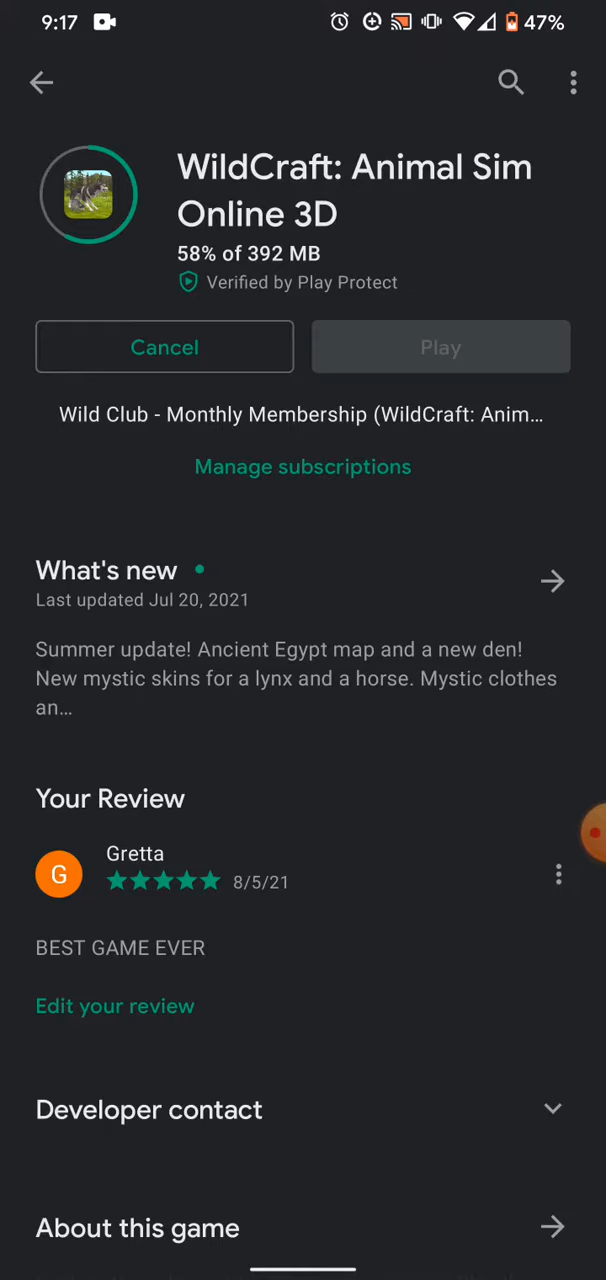 9:17
47%
WildCraft: Animal Sim
Online 3D
58% of 392 MB
Verified by Play Protect
Cancel
Play
Wild Club - Monthly Membership (WildCraft: Anim...
Manage subscriptions
What's new
Last updated Jul 20, 2021
Summer update! Ancient Egypt map and a new den!
New mystic skins for a lynx and a horse. Mystic clothes
an...
Your Review
Gretta
G
8/5/21
BEST GAME EVER
Edit your review
Developer contact
About this game